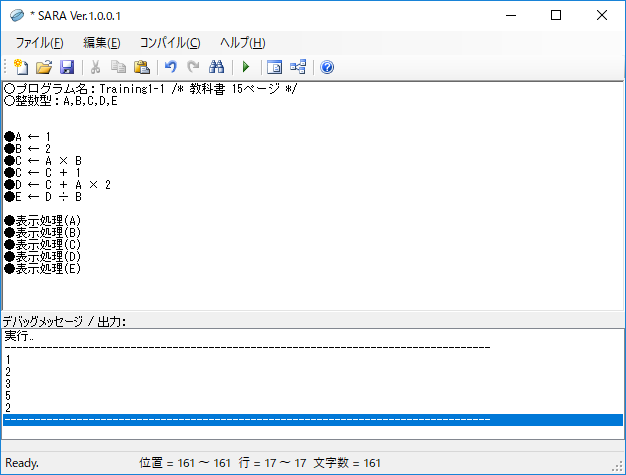 * SARA Ver.1.0.0.1
ファイル(F) 編集(E) コンパイル(C) ヘルプ(H)
○プログラム名：Training1-1 /* 教科書 15ページ */
○整数型：A,B,C,D,E
●A ← 1
●B ← 2
●C ← A × B
●C ← C + 1
●D ← C + A × 2
●E ← D ÷ B
●表示処理(A)
●表示処理(B)
●表示処理(C)
●表示処理(D)
●表示処理(E)
デバッグメッセージ / 出力:
実行..
--------------------------------------------------------------------------------
1
2
3
5
2
--------------------------------------------------------------------------------
Ready. 位置 = 161 ～ 161 行 = 17 ～ 17 文字数 = 161